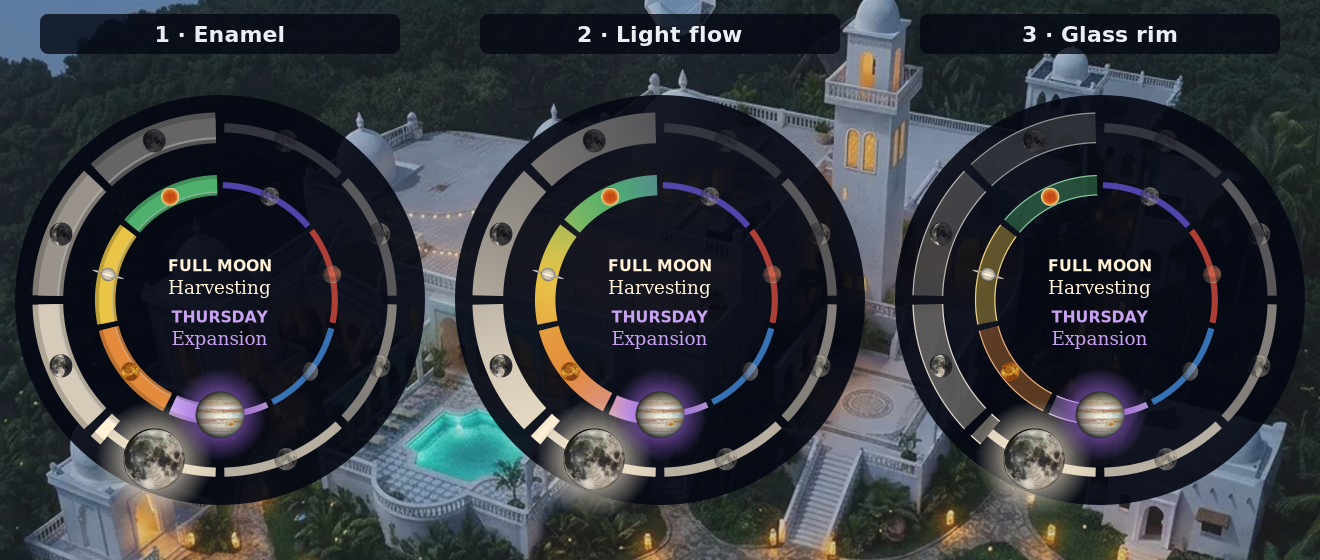 1 · Enamel
2 · Light flow
3 · Glass rim
FULL MOON
Harvesting
THURSDAY
Expansion
FULL MOON
Harvesting
THURSDAY
Expansion
FULL MOON
Harvesting
THURSDAY
Expansion